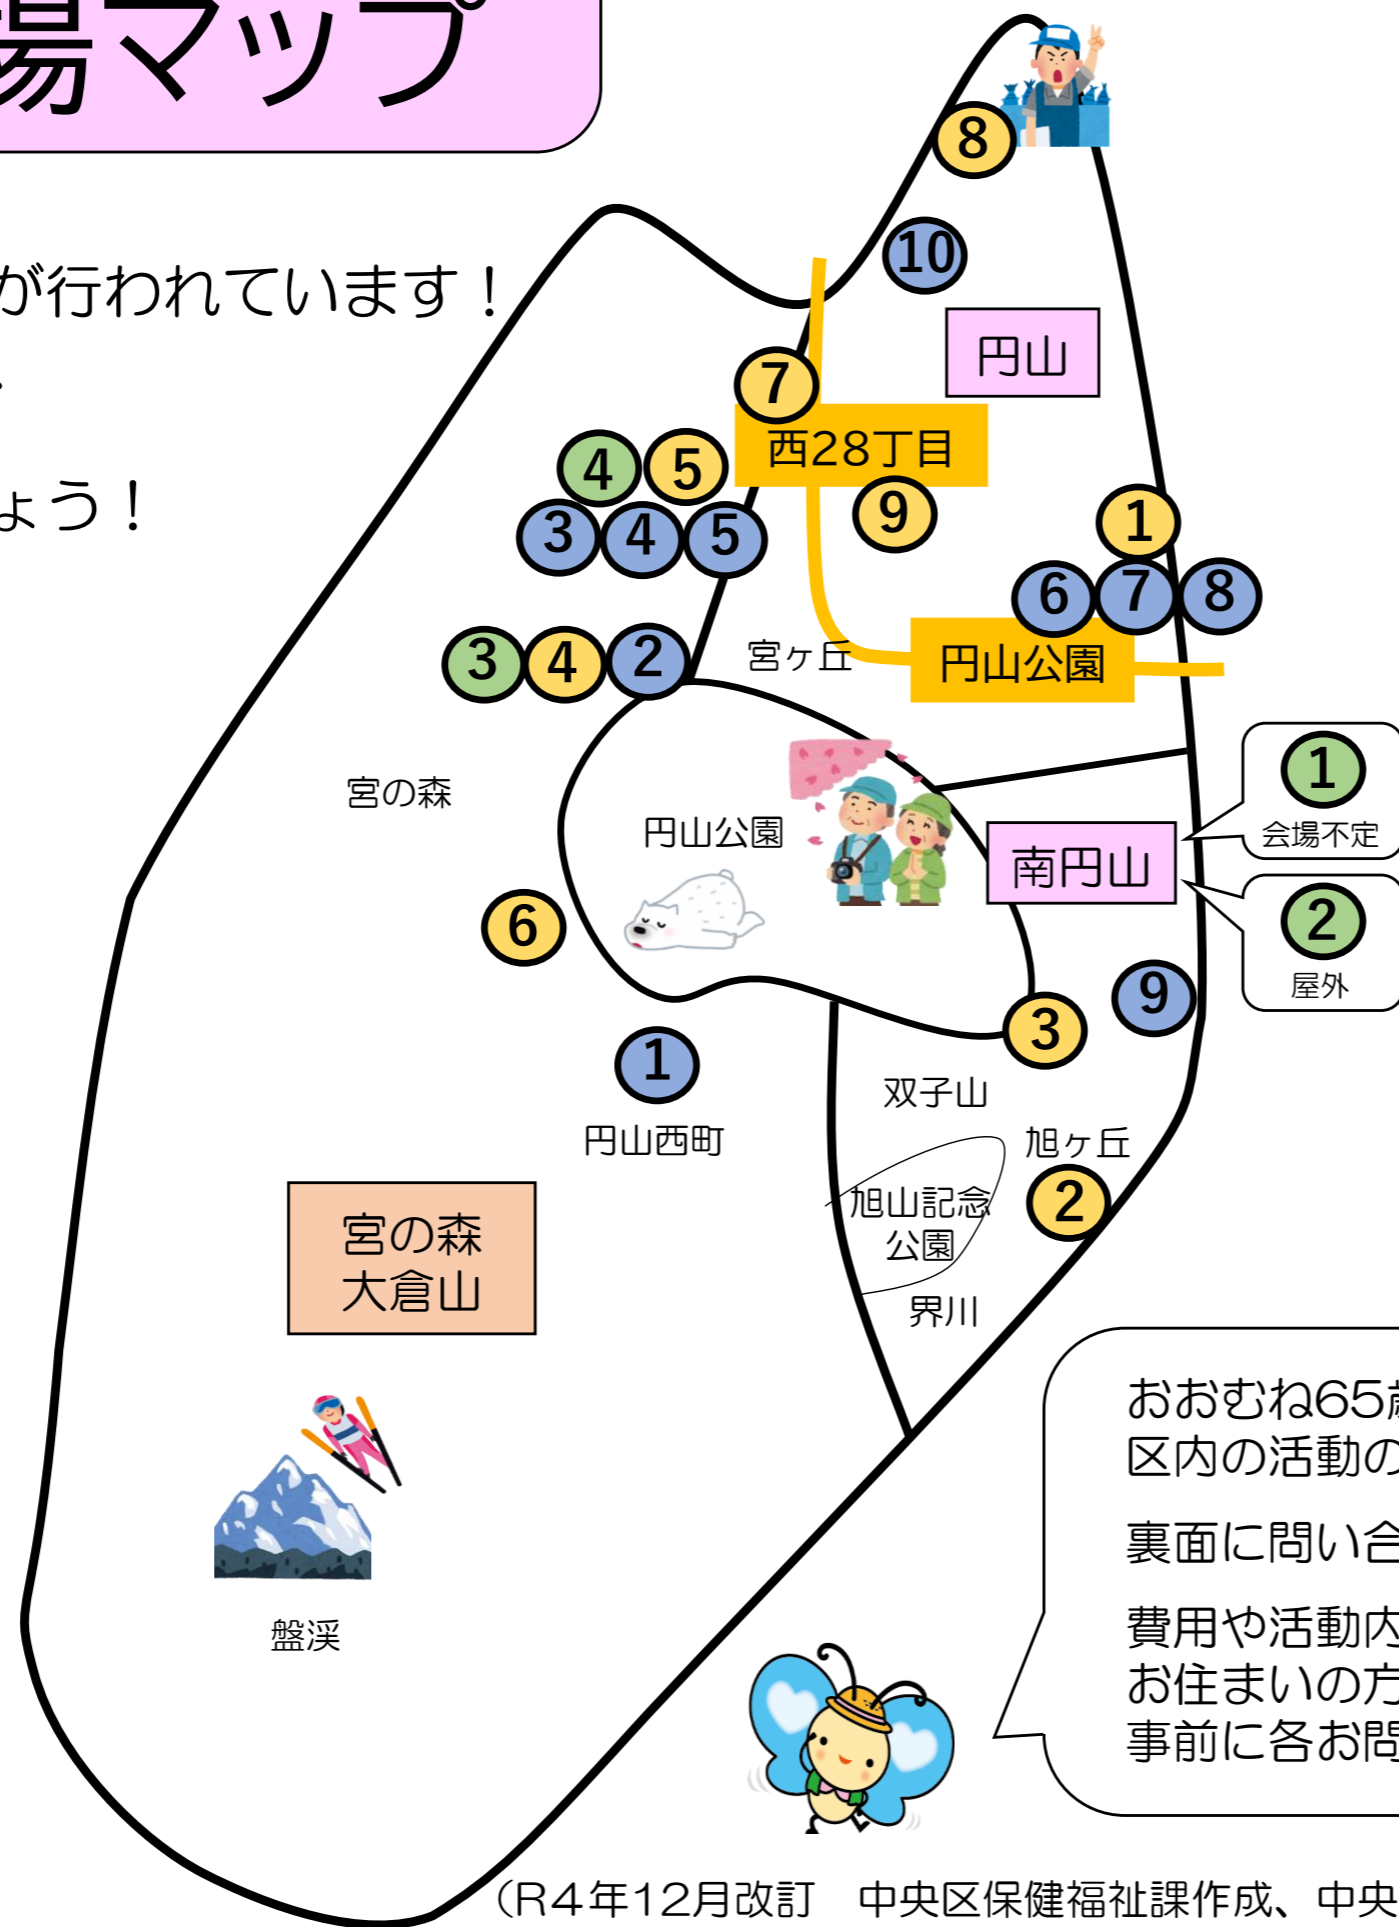 場マップ
が行われています！
ょう！
8
10
円山
7
西28丁目
4 5
3 4 5
9
1
6 7 8
3 4 2
宮ヶ丘
円山公園
宮の森
円山公園
南円山
1
会場不定
2
屋外
6
9
3
1
円山西町
双子山
旭ヶ丘
2
旭山記念
公園
界川
宮の森
大倉山
盤渓
おおむね65歳
区内の活動の
裏面に問い合
費用や活動内
お住まいの方
事前に各お問
（R４年12月改訂　中央区保健福祉課作成、中央